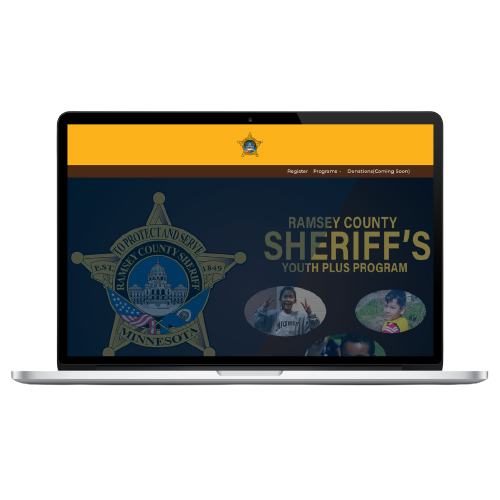 Register Programs Donations(Coming Soon)
TO PROTECT AND SERVE
RAMSEY COUNTY SHERIFF
EST. 1849
MINNESOTA
RAMSEY COUNTY
SHERIFF'S
YOUTH PLUS PROGRAM